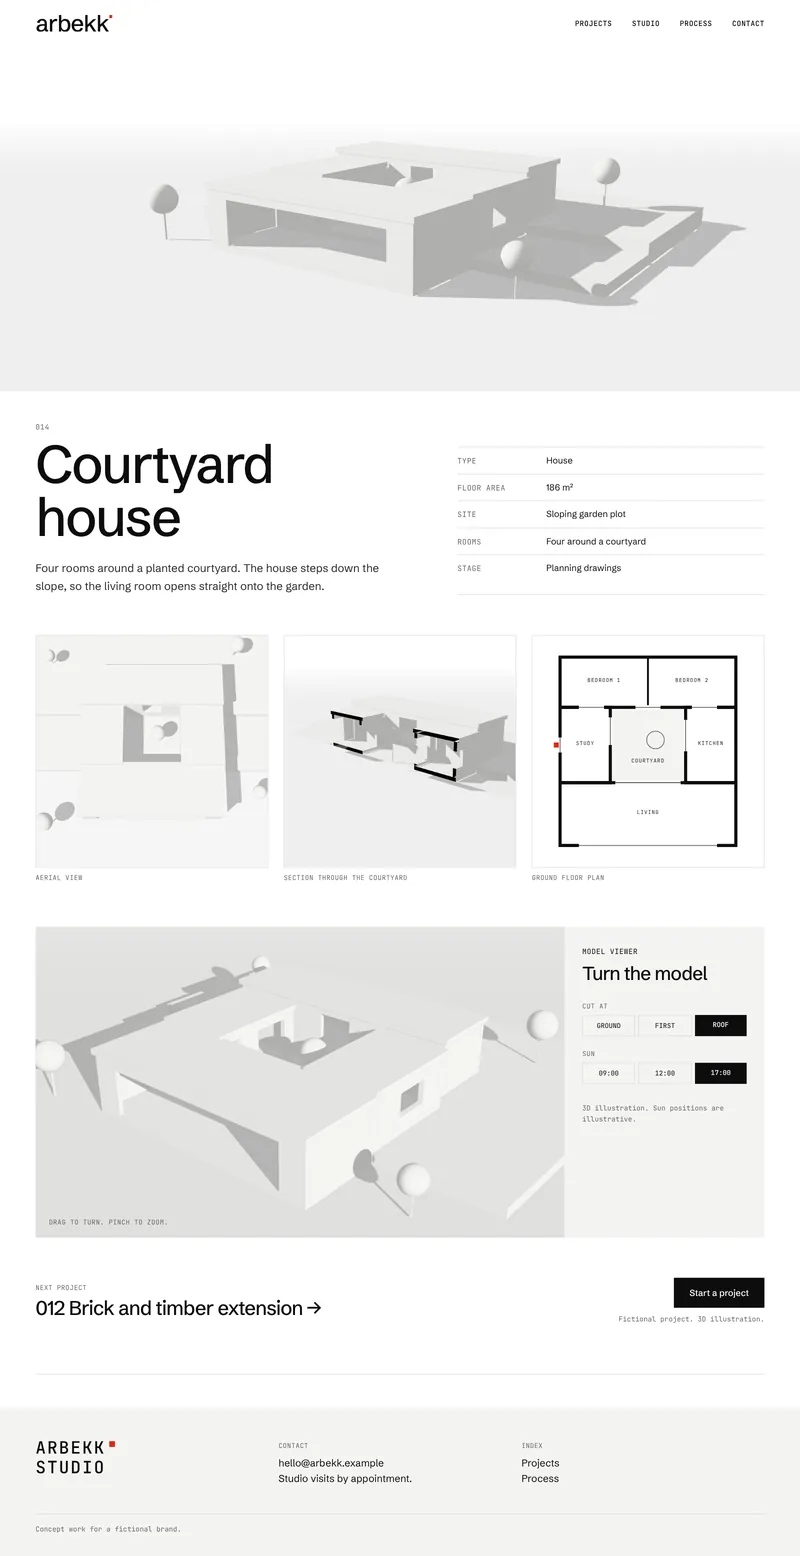 arbekk
PROJECTS STUDIO PROCESS CONTACT
014
Courtyard
house
Four rooms around a planted courtyard. The house steps down the
slope, so the living room opens straight onto the garden.
TYPE House
FLOOR AREA 186 m²
SITE Sloping garden plot
ROOMS Four around a courtyard
STAGE Planning drawings
BEDROOM 1 BEDROOM 2
STUDY KITCHEN
COURTYARD
LIVING
AERIAL VIEW
SECTION THROUGH THE COURTYARD
GROUND FLOOR PLAN
DRAG TO TURN. PINCH TO ZOOM.
MODEL VIEWER
Turn the model
CUT AT
GROUND FIRST ROOF
SUN
09:00 12:00 17:00
3D illustration. Sun positions are
illustrative.
NEXT PROJECT
012 Brick and timber extension →
Start a project
Fictional project. 3D illustration.
ARBEKK
STUDIO
CONTACT
hello@arbekk.example
Studio visits by appointment.
INDEX
Projects
Process
Concept work for a fictional brand.